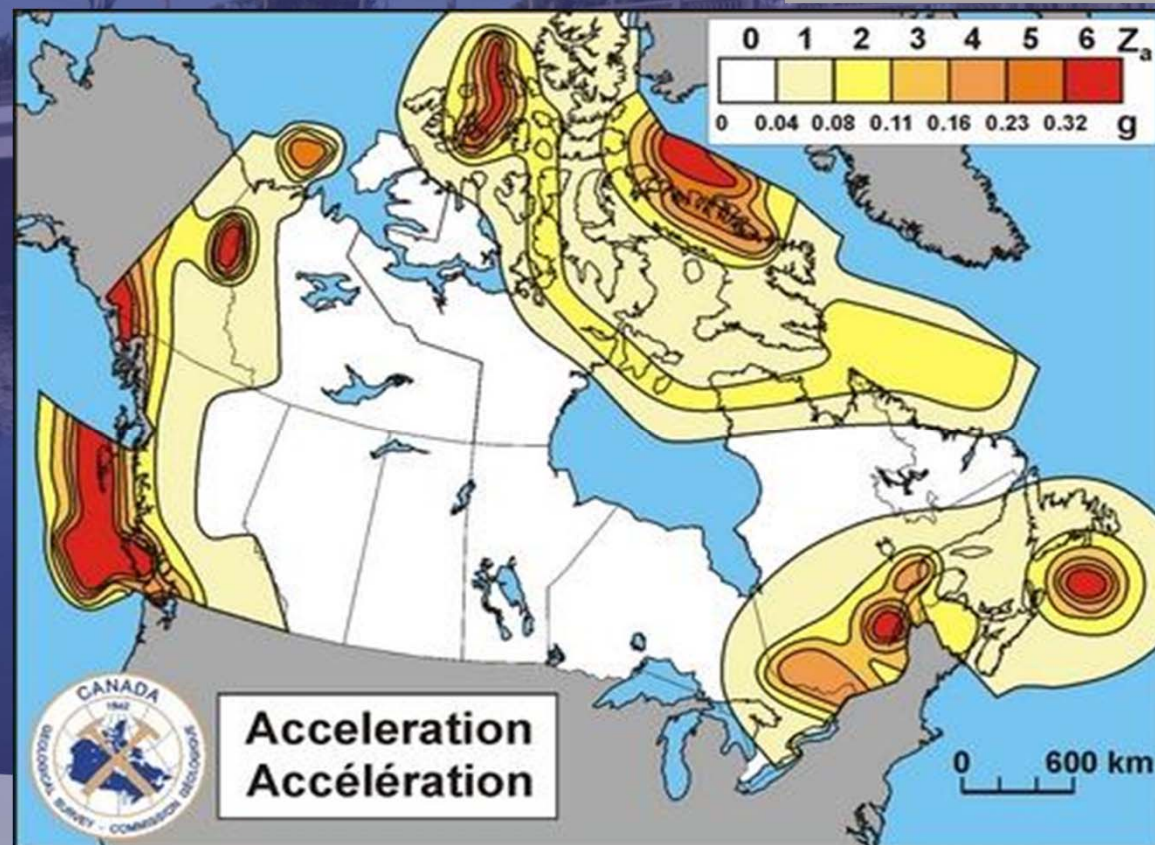 0 1 2 3 4 5 6 Za
0 0.04 0.08 0.11 0.16 0.23 0.32 g
CANADA
1842
GEOLOGICAL SURVEY - COMMISSION GÉOLOGIQUE
Acceleration
Accélération
0 600 km